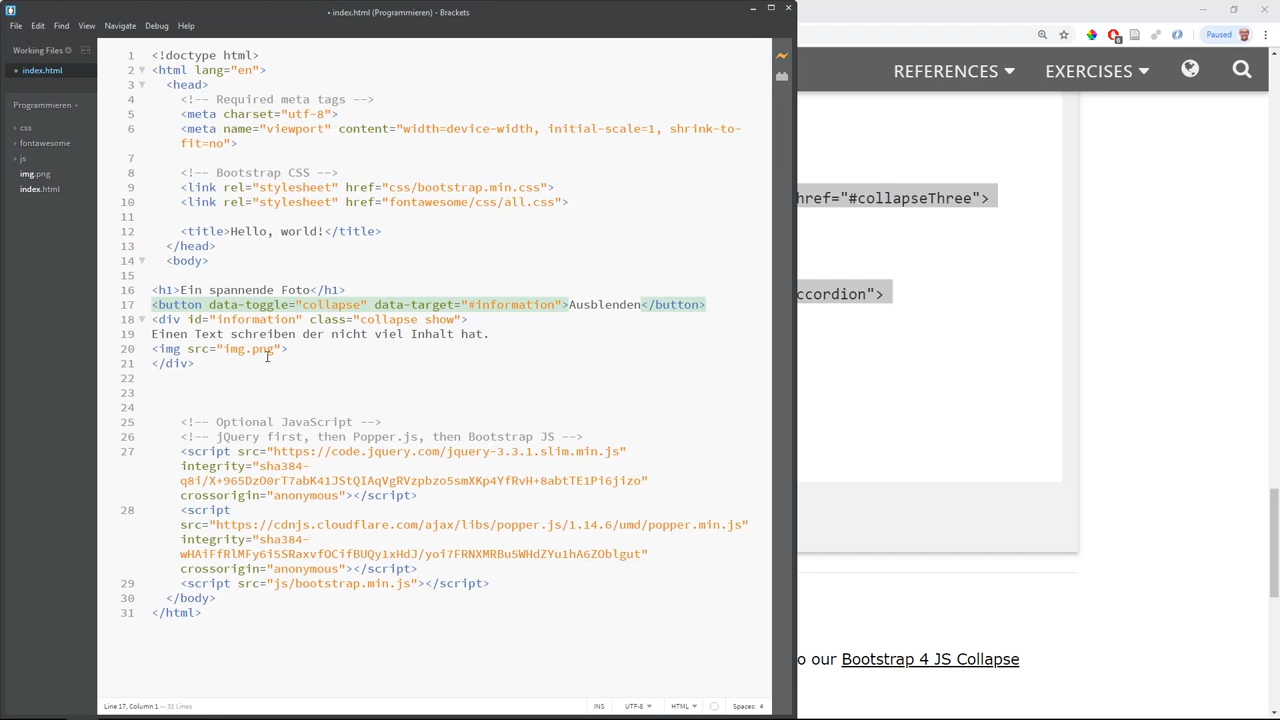 • index.html (Programmieren) - Brackets
File Edit Find View Navigate Debug Help
Working Files
• index.html
Programmieren
css
fontawesome
js
img.png
index.html
1 <!doctype html>
2 <html lang="en">
3 <head>
4 <!-- Required meta tags -->
5 <meta charset="utf-8">
6 <meta name="viewport" content="width=device-width, initial-scale=1, shrink-to-
fit=no">
7
8 <!-- Bootstrap CSS -->
9 <link rel="stylesheet" href="css/bootstrap.min.css">
10 <link rel="stylesheet" href="fontawesome/css/all.css">
11
12 <title>Hello, world!</title>
13 </head>
14 <body>
15
16 <h1>Ein spannende Foto</h1>
17 <button data-toggle="collapse" data-target="#information">Ausblenden</button>
18 <div id="information" class="collapse show">
19 Einen Text schreiben der nicht viel Inhalt hat.
20 <img src="img.png">
21 </div>
22
23
24
25 <!-- Optional JavaScript -->
26 <!-- jQuery first, then Popper.js, then Bootstrap JS -->
27 <script src="https://code.jquery.com/jquery-3.3.1.slim.min.js"
integrity="sha384-
q8i/X+965DzO0rT7abK41JStQIAqVgRVzpbzo5smXKp4YfRvH+8abtTE1Pi6jizo"
crossorigin="anonymous"></script>
28 <script
src="https://cdnjs.cloudflare.com/ajax/libs/popper.js/1.14.6/umd/popper.min.js"
integrity="sha384-
wHAiFfRlMFy6i5SRaxvfOCifBUQy1xHdJ/yoi7FRNXMRBu5WHdZYu1hA6ZOblgut"
crossorigin="anonymous"></script>
29 <script src="js/bootstrap.min.js"></script>
30 </body>
31 </html>
Line 17, Column 1 — 31 Lines
INS UTF-8 HTML Spaces: 4
Paused
6
REFERENCES EXERCISES
href="#collapseThree">
ccordion">
o our Bootstrap 4 JS Collapse